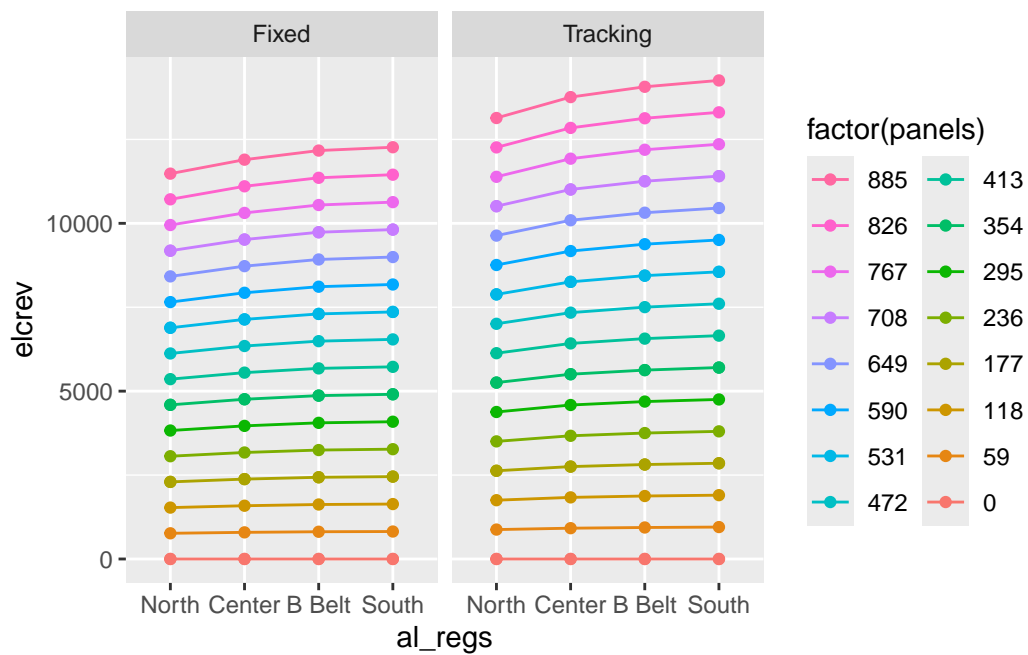 Fixed
Tracking
10000
5000
0
elcrev
North Center B Belt South
North Center B Belt South
al_regs
factor(panels)
885
826
767
708
649
590
531
472
413
354
295
236
177
118
59
0